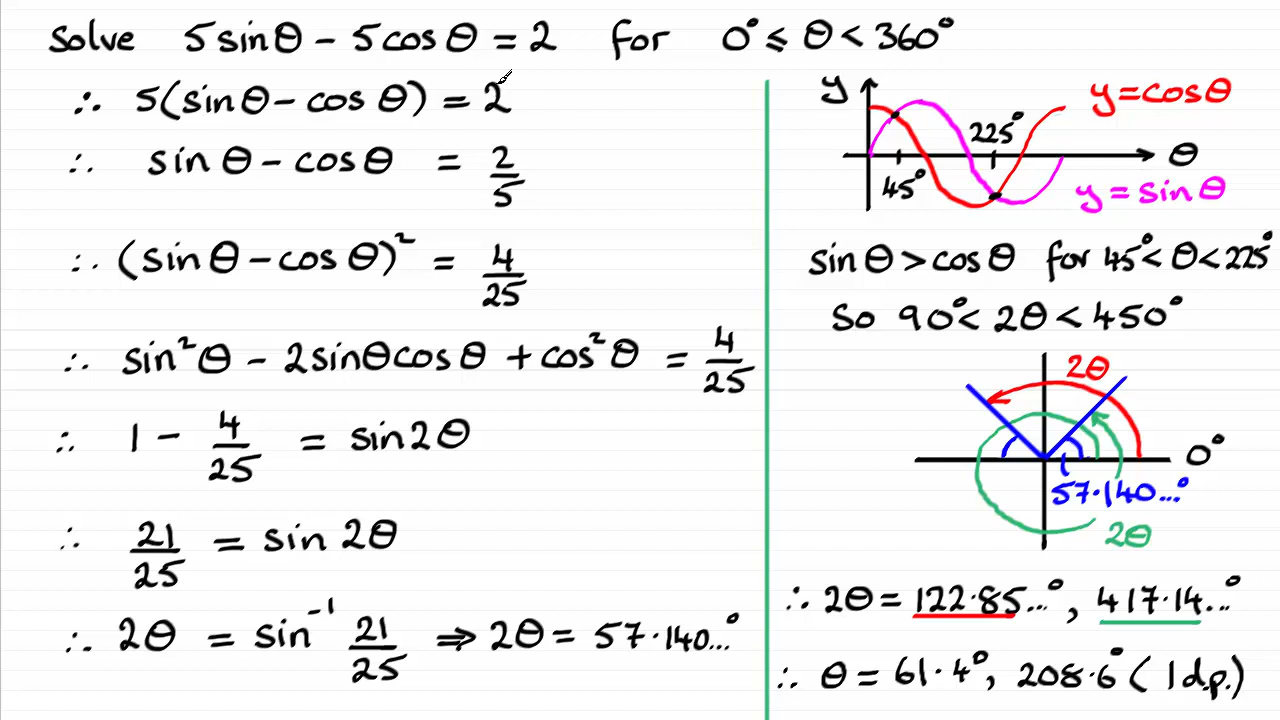 solve 5sinθ - 5cosθ = 2 for 0° ≤ θ < 360°
∴ 5(sinθ - cosθ) = 2
∴ sinθ - cosθ = 2/5
∴ (sinθ - cosθ)² = 4/25
∴ sin²θ - 2sinθcosθ + cos²θ = 4/25
∴ 1 - 4/25 = sin2θ
∴ 21/25 = sin 2θ
∴ 2θ = sin⁻¹ 21/25 ⇒ 2θ = 57·140...°
y
y=cosθ
225°
θ
45°
y = sinθ
sinθ > cosθ for 45° < θ < 225°
So 90° < 2θ < 450°
2θ
0°
57·140...°
2θ
∴ 2θ = 122·85...°, 417·14...°
∴ θ = 61·4°, 208·6° (1d.p.)